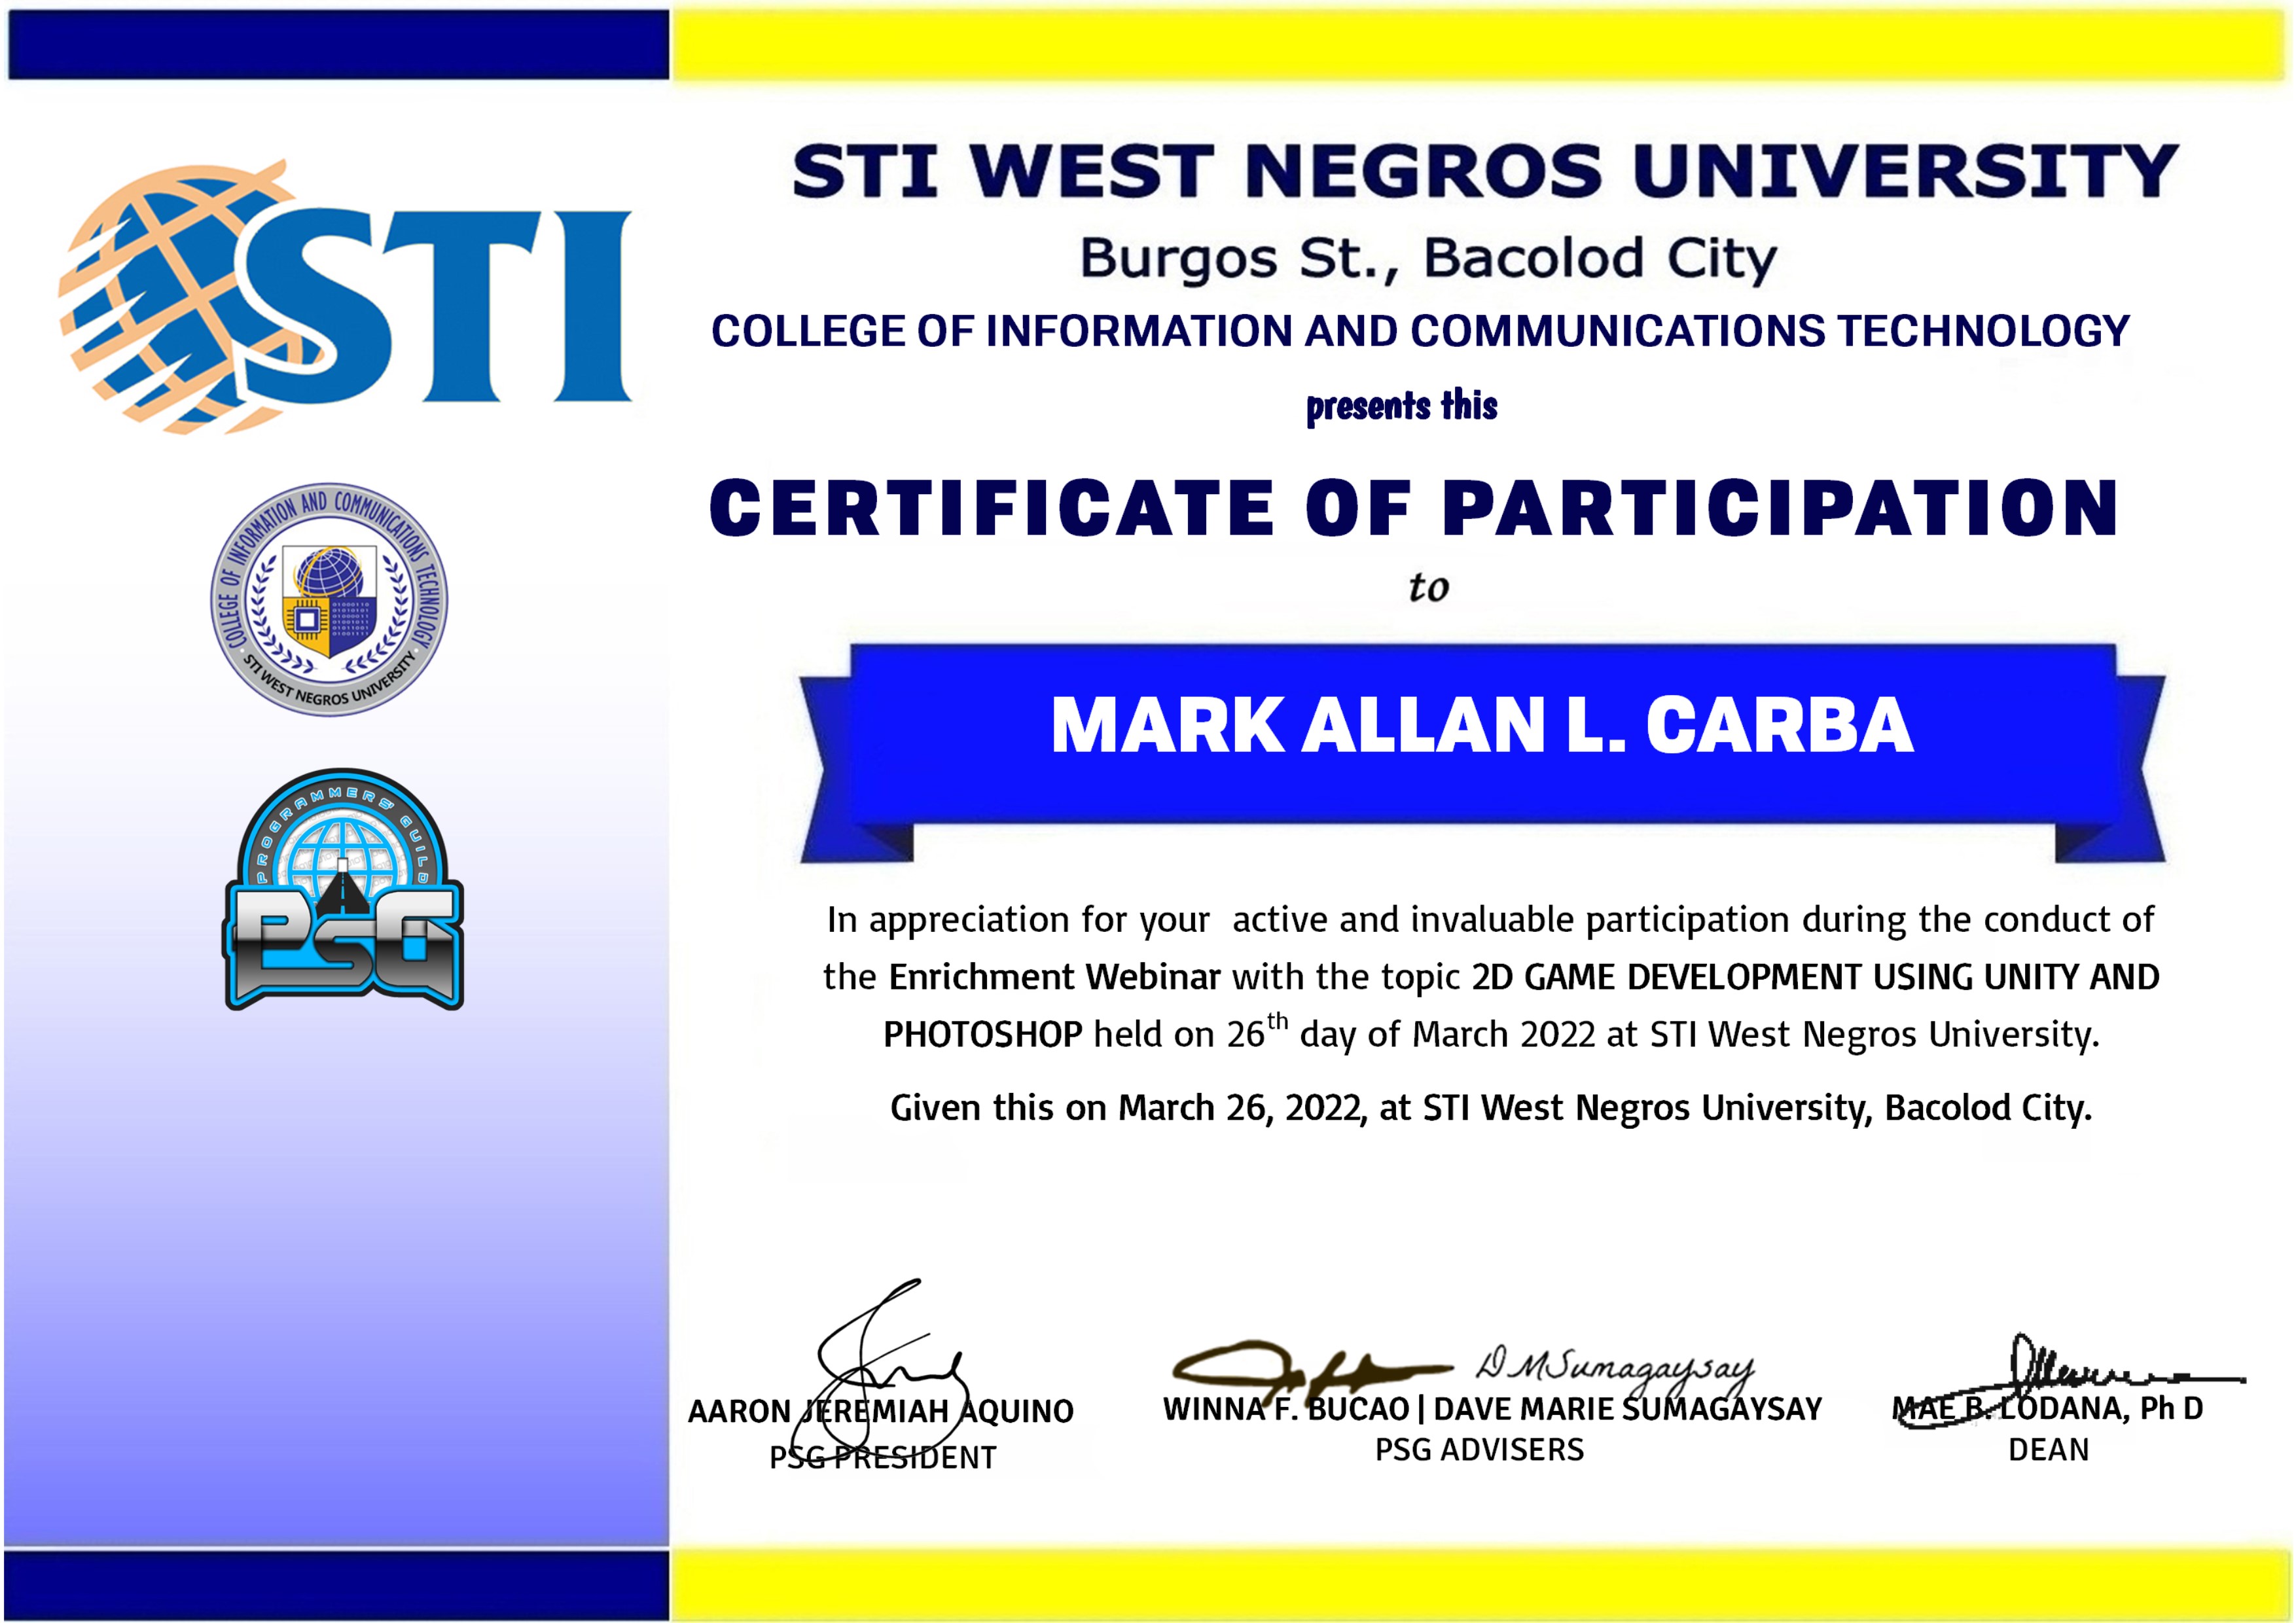 STI WEST NEGROS UNIVERSITY
Burgos St., Bacolod City
COLLEGE OF INFORMATION AND COMMUNICATIONS TECHNOLOGY
presents this
CERTIFICATE OF PARTICIPATION
to
MARK ALLAN L. CARBA
In appreciation for your active and invaluable participation during the conduct of
the Enrichment Webinar with the topic 2D GAME DEVELOPMENT USING UNITY AND
PHOTOSHOP held on 26th day of March 2022 at STI West Negros University.
Given this on March 26, 2022, at STI West Negros University, Bacolod City.
DMSumagaysay
AARON JEREMIAH AQUINO
PSG PRESIDENT
WINNA F. BUCAO | DAVE MARIE SUMAGAYSAY
PSG ADVISERS
MAE B. LODANA, Ph D
DEAN
STI
COLLEGE OF INFORMATION AND COMMUNICATIONS TECHNOLOGY
STI WEST NEGROS UNIVERSITY
PROGRAMMERS' GUILD
PSG